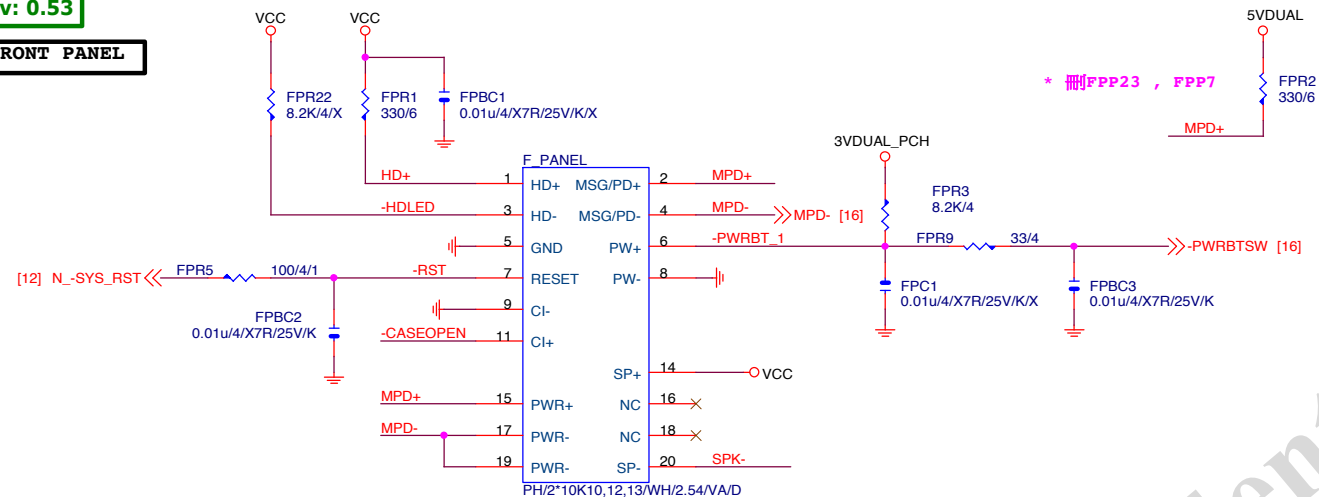 v: 0.53
RONT PANEL
VCC
VCC
5VDUAL
FPR22
8.2K/4/X
FPR1
330/6
FPBC1
0.01u/4/X7R/25V/K/X
* 删FPP23 , FPP7
FPR2
330/6
MPD+
3VDUAL_PCH
F_PANEL
HD+
1
HD+
MSG/PD+
2
MPD+
FPR3
8.2K/4
-HDLED
3
HD-
MSG/PD-
4
MPD-
MPD- [16]
5
GND
PW+
6
-PWRBT_1
FPR9
33/4
-PWRBTSW [16]
[12] N_-SYS_RST
FPR5
100/4/1
-RST
7
RESET
PW-
8
FPC1
0.01u/4/X7R/25V/K/X
FPBC3
0.01u/4/X7R/25V/K
9
CI-
FPBC2
0.01u/4/X7R/25V/K
-CASEOPEN
11
CI+
SP+
14
VCC
MPD+
15
PWR+
NC
16
MPD-
17
PWR-
NC
18
19
PWR-
SP-
20
SPK-
PH/2*10K10,12,13/WH/2.54/VA/D